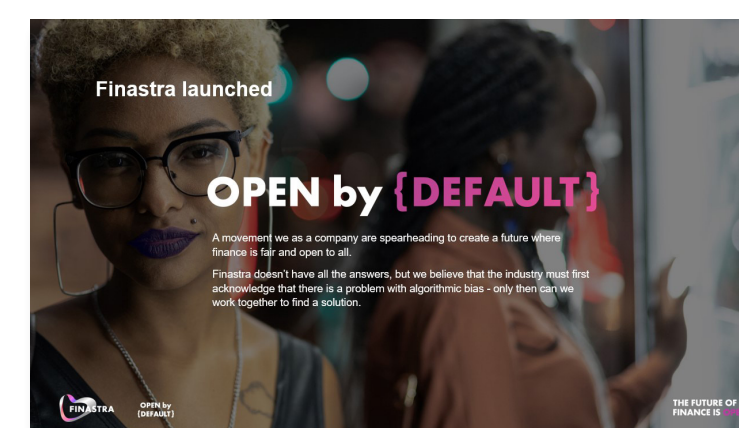 Finastra launched
OPEN by {DEFAULT}
A movement we as a company are spearheading to create a future where
finance is fair and open to all.
Finastra doesn't have all the answers, but we believe that the industry must first
acknowledge that there is a problem with algorithmic bias - only then can we
work together to find a solution.
FINASTRA
OPEN by
{DEFAULT}
THE FUTURE OF
FINANCE IS